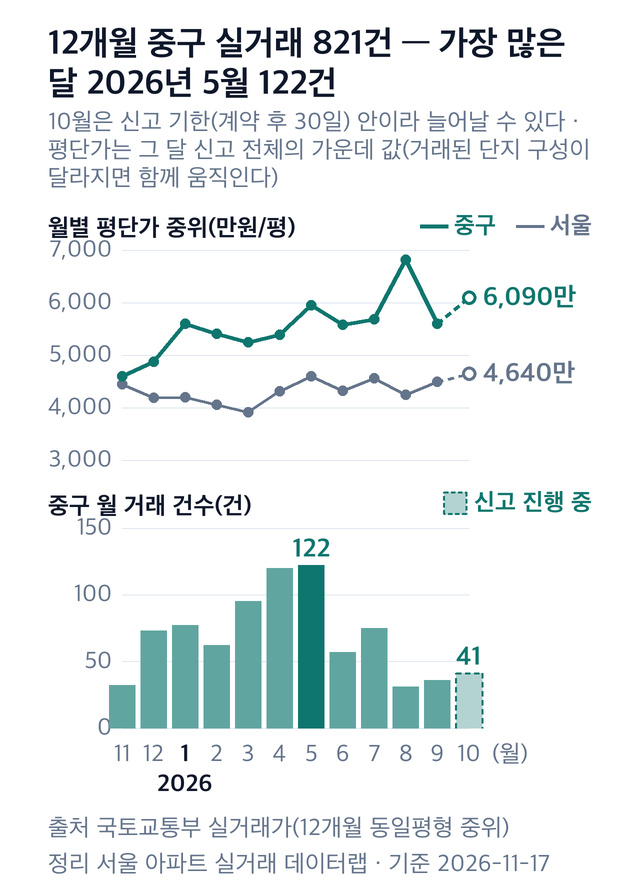 12개월 중구 실거래 821건 — 가장 많은
달 2026년 5월 122건
10월은 신고 기한(계약 후 30일) 안이라 늘어날 수 있다 ·
평단가는 그 달 신고 전체의 가운데 값(거래된 단지 구성이
달라지면 함께 움직인다)
월별 평단가 중위(만원/평)
중구 서울
7,000
6,000
5,000
4,000
3,000
6,090만
4,640만
중구 월 거래 건수(건)
신고 진행 중
150
100
50
0
122
41
11 12 1 2 3 4 5 6 7 8 9 10 (월)
2026
출처 국토교통부 실거래가(12개월 동일평형 중위)
정리 서울 아파트 실거래 데이터랩 · 기준 2026-11-17